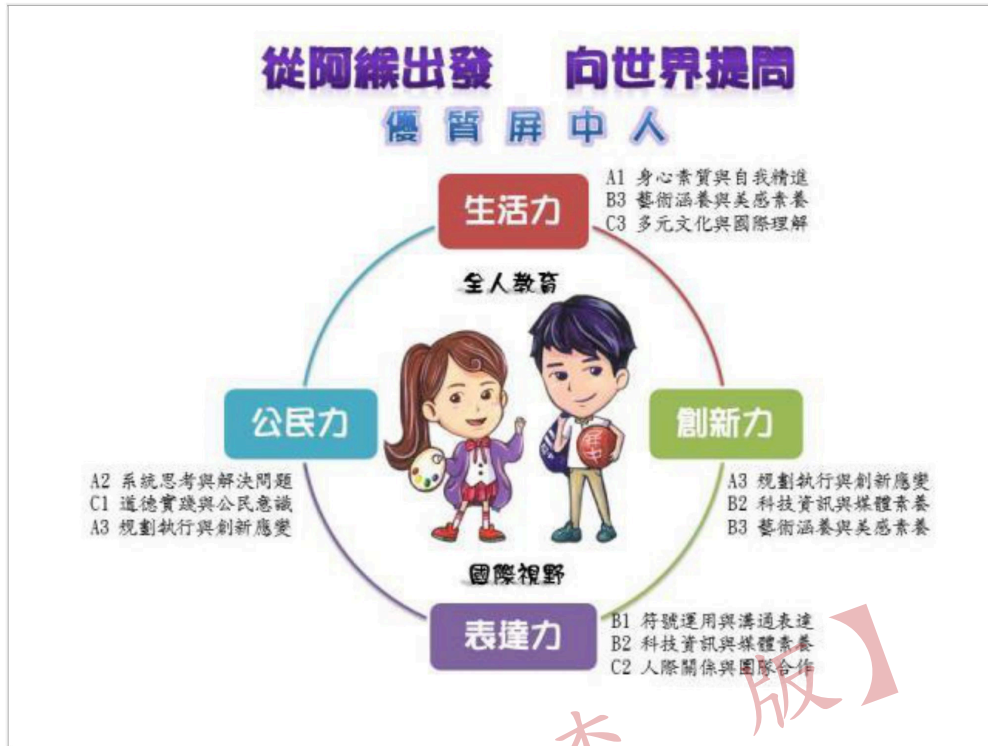 從阿緱出發 向世界提問
優質屏中人
生活力
A1 身心素質與自我精進
B3 藝術涵養與美感素養
C3 多元文化與國際理解
全人教育
公民力
A2 系統思考與解決問題
C1 道德實踐與公民意識
A3 規劃執行與創新應變
屏中
創新力
A3 規劃執行與創新應變
B2 科技資訊與媒體素養
B3 藝術涵養與美感素養
國際視野
表達力
B1 符號運用與溝通表達
B2 科技資訊與媒體素養
C2 人際關係與團隊合作
版】